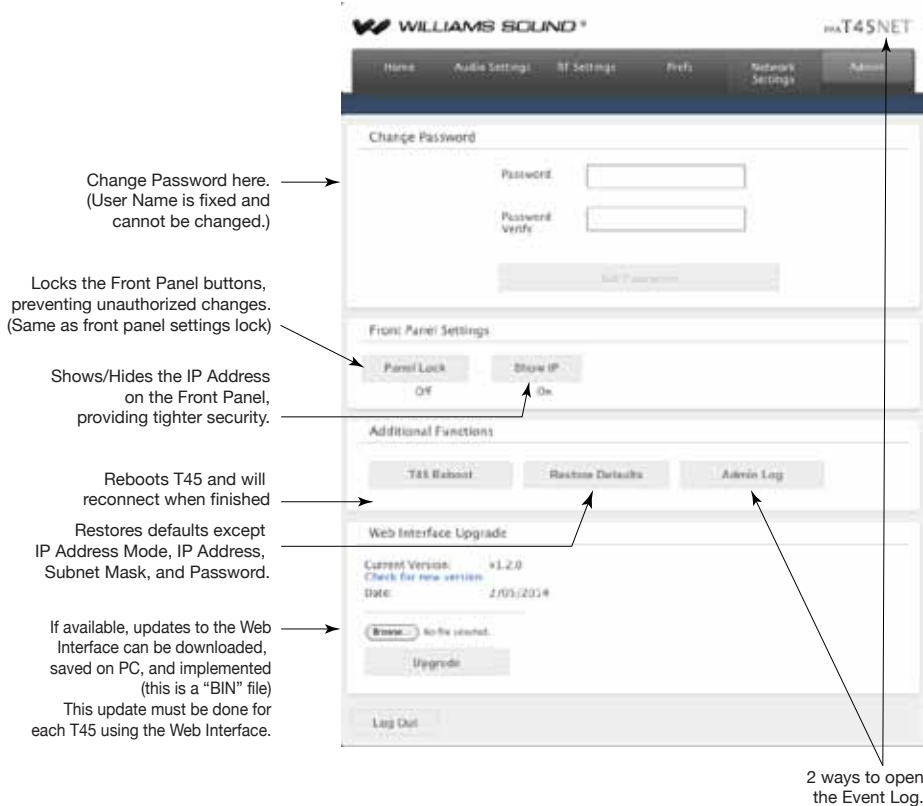 WILLIAMS SOUND®
PPA T45NET
Home Audio Settings RF Settings Prefs Network Settings Admin
Change Password
Change Password here.
(User Name is fixed and
cannot be changed.)
Password
Password
Verify
Locks the Front Panel buttons,
preventing unauthorized changes.
(Same as front panel settings lock)
Front Panel Settings
Panel Lock Show IP
Off On
Shows/Hides the IP Address
on the Front Panel,
providing tighter security.
Additional Functions
T45 Reboot Restore Defaults Admin Log
Reboots T45 and will
reconnect when finished
Restores defaults except
IP Address Mode, IP Address,
Subnet Mask, and Password.
Web Interface Upgrade
Current Version: v1.2.0
Check for new version
Date: 2/05/2014
If available, updates to the Web
Interface can be downloaded,
saved on PC, and implemented
(this is a “BIN” file)
This update must be done for
each T45 using the Web Interface.
Browse... No file selected.
Upgrade
Log Out
2 ways to open
the Event Log.